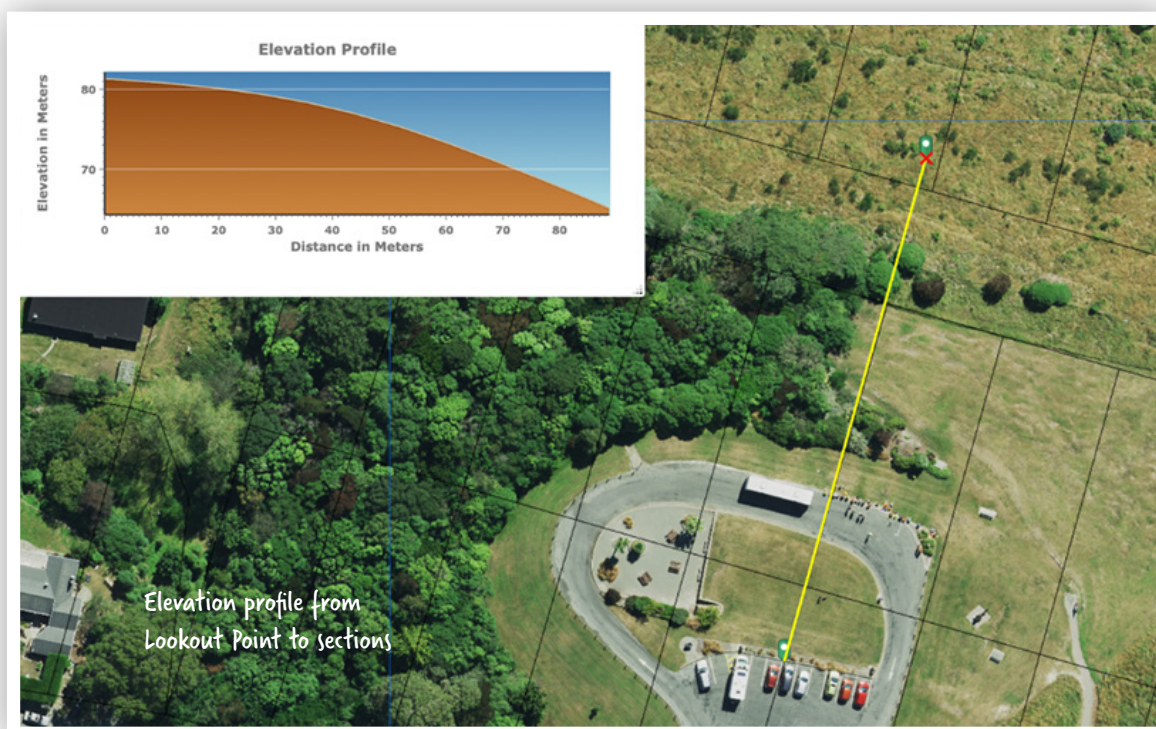 Elevation Profile
Elevation in Meters
80
70
0 10 20 30 40 50 60 70 80
Distance in Meters
Elevation profile from
Lookout Point to sections